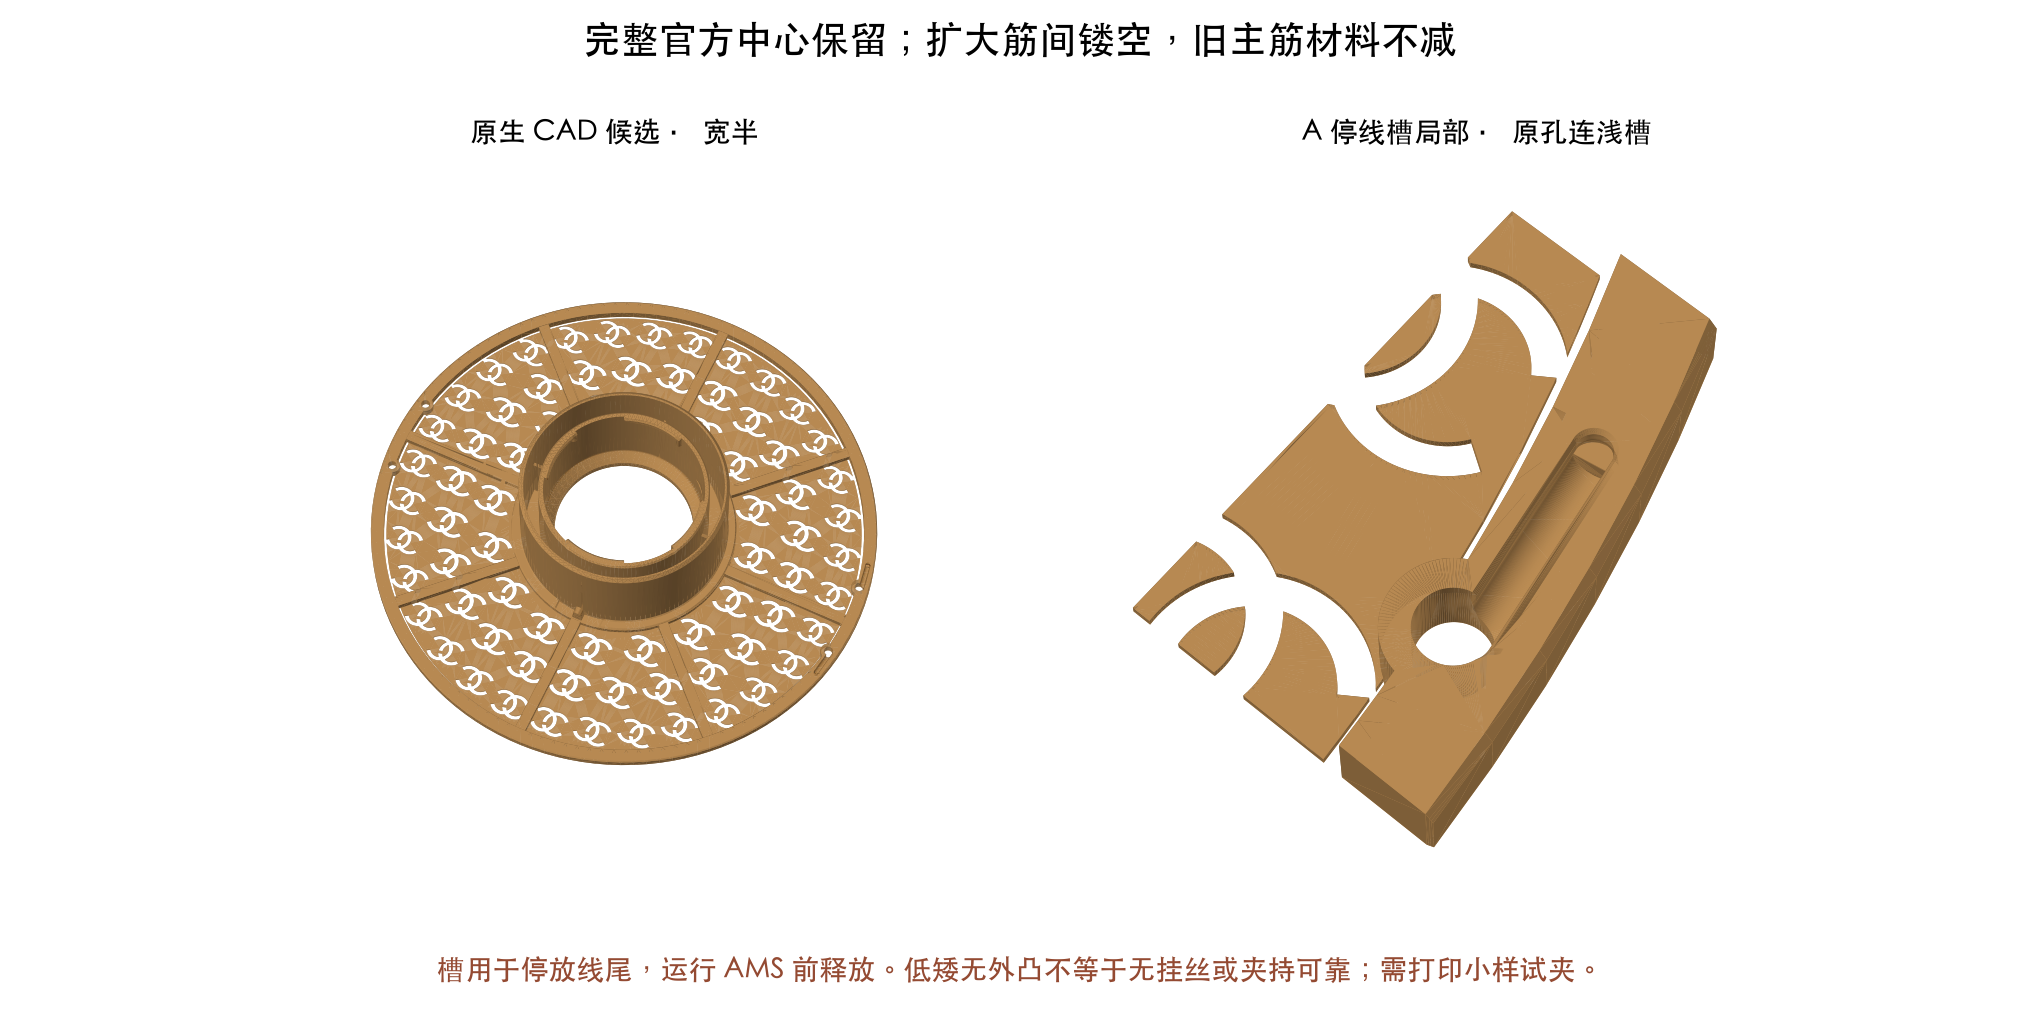 完整官方中心保留；扩大筋间镂空，旧主筋材料不减
原生 CAD 候选· 宽半
A 停线槽局部· 原孔连浅槽
槽用于停放线尾，运行 AMS 前释放。低矮无外凸不等于无挂丝或夹持可靠；需打印小样试夹。